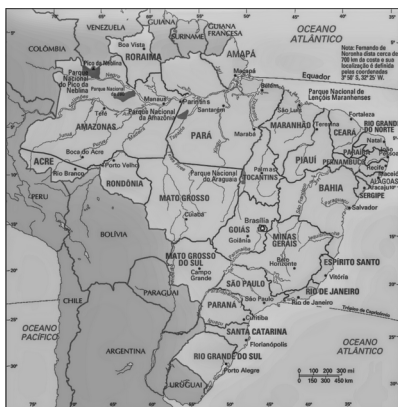 VENEZUELA
GUIANA
SURINAME
GUIANA
FRANCESA
OCEANO
ATLÂNTICO
COLÔMBIA
Boa Vista
Pico da Neblina
RORAIMA
AMAPÁ
Parque
Nacional
do Pico da
Neblina
Nota: Fernando de
Noronha dista cerca de
700 km da costa e sua
localização é definida
pelas coordenadas
3° 50' S, 32° 25' W.
Macapá
Equador
Belém
Parque Nacional
Parque Nacional de
Lençóis Maranhenses
Manaus
Parintins
Santarém
São Luís
Fortaleza
Parque Nacional
da Amazônia
Tefé
AMAZONAS
PARÁ
Marabá
MARANHÃO
Teresina
CEARÁ
RIO GRANDE
DO NORTE
Natal
PARAÍBA
PERNAMBUCO
Recife
PIAUÍ
ALAGOAS
Maceió
Aracaju
SERGIPE
ACRE
Boca do Acre
Rio Branco
Porto Velho
RONDÔNIA
Parque Nacional
do Araguaia
Palmas
TOCANTINS
BAHIA
Salvador
PERU
MATO GROSSO
Cuiabá
Brasília
GOIÁS
Goiânia
MINAS
GERAIS
Belo
Horizonte
BOLÍVIA
MATO GROSSO
DO SUL
Campo
Grande
ESPÍRITO SANTO
Vitória
SÃO PAULO
São Paulo
RIO DE JANEIRO
Rio de Janeiro
Trópico de Capricórnio
PARAGUAI
CHILE
PARANÁ
Curitiba
SANTA CATARINA
Florianópolis
OCEANO
PACÍFICO
ARGENTINA
RIO GRANDE DO SUL
Porto Alegre
OCEANO
ATLÂNTICO
URUGUAI
0 100 200 300 mi
0 150 300 450 km